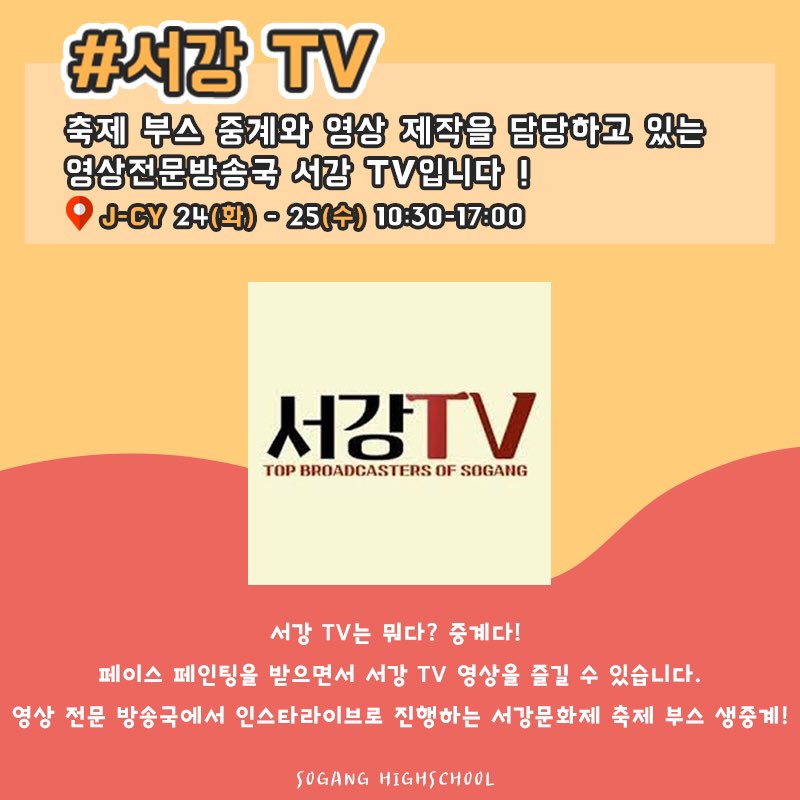 #서강 TV
축제 부스 중계와 영상 제작을 담당하고 있는
영상전문방송국 서강 TV입니다 !
J-CY 24(화) - 25(수) 10:30-17:00
서강TV
TOP BROADCASTERS OF SOGANG
서강 TV는 뭐다? 중계다!
페이스 페인팅을 받으면서 서강 TV 영상을 즐길 수 있습니다.
영상 전문 방송국에서 인스타라이브로 진행하는 서강문화제 축제 부스 생중계!
SOGANG HIGHSCHOOL